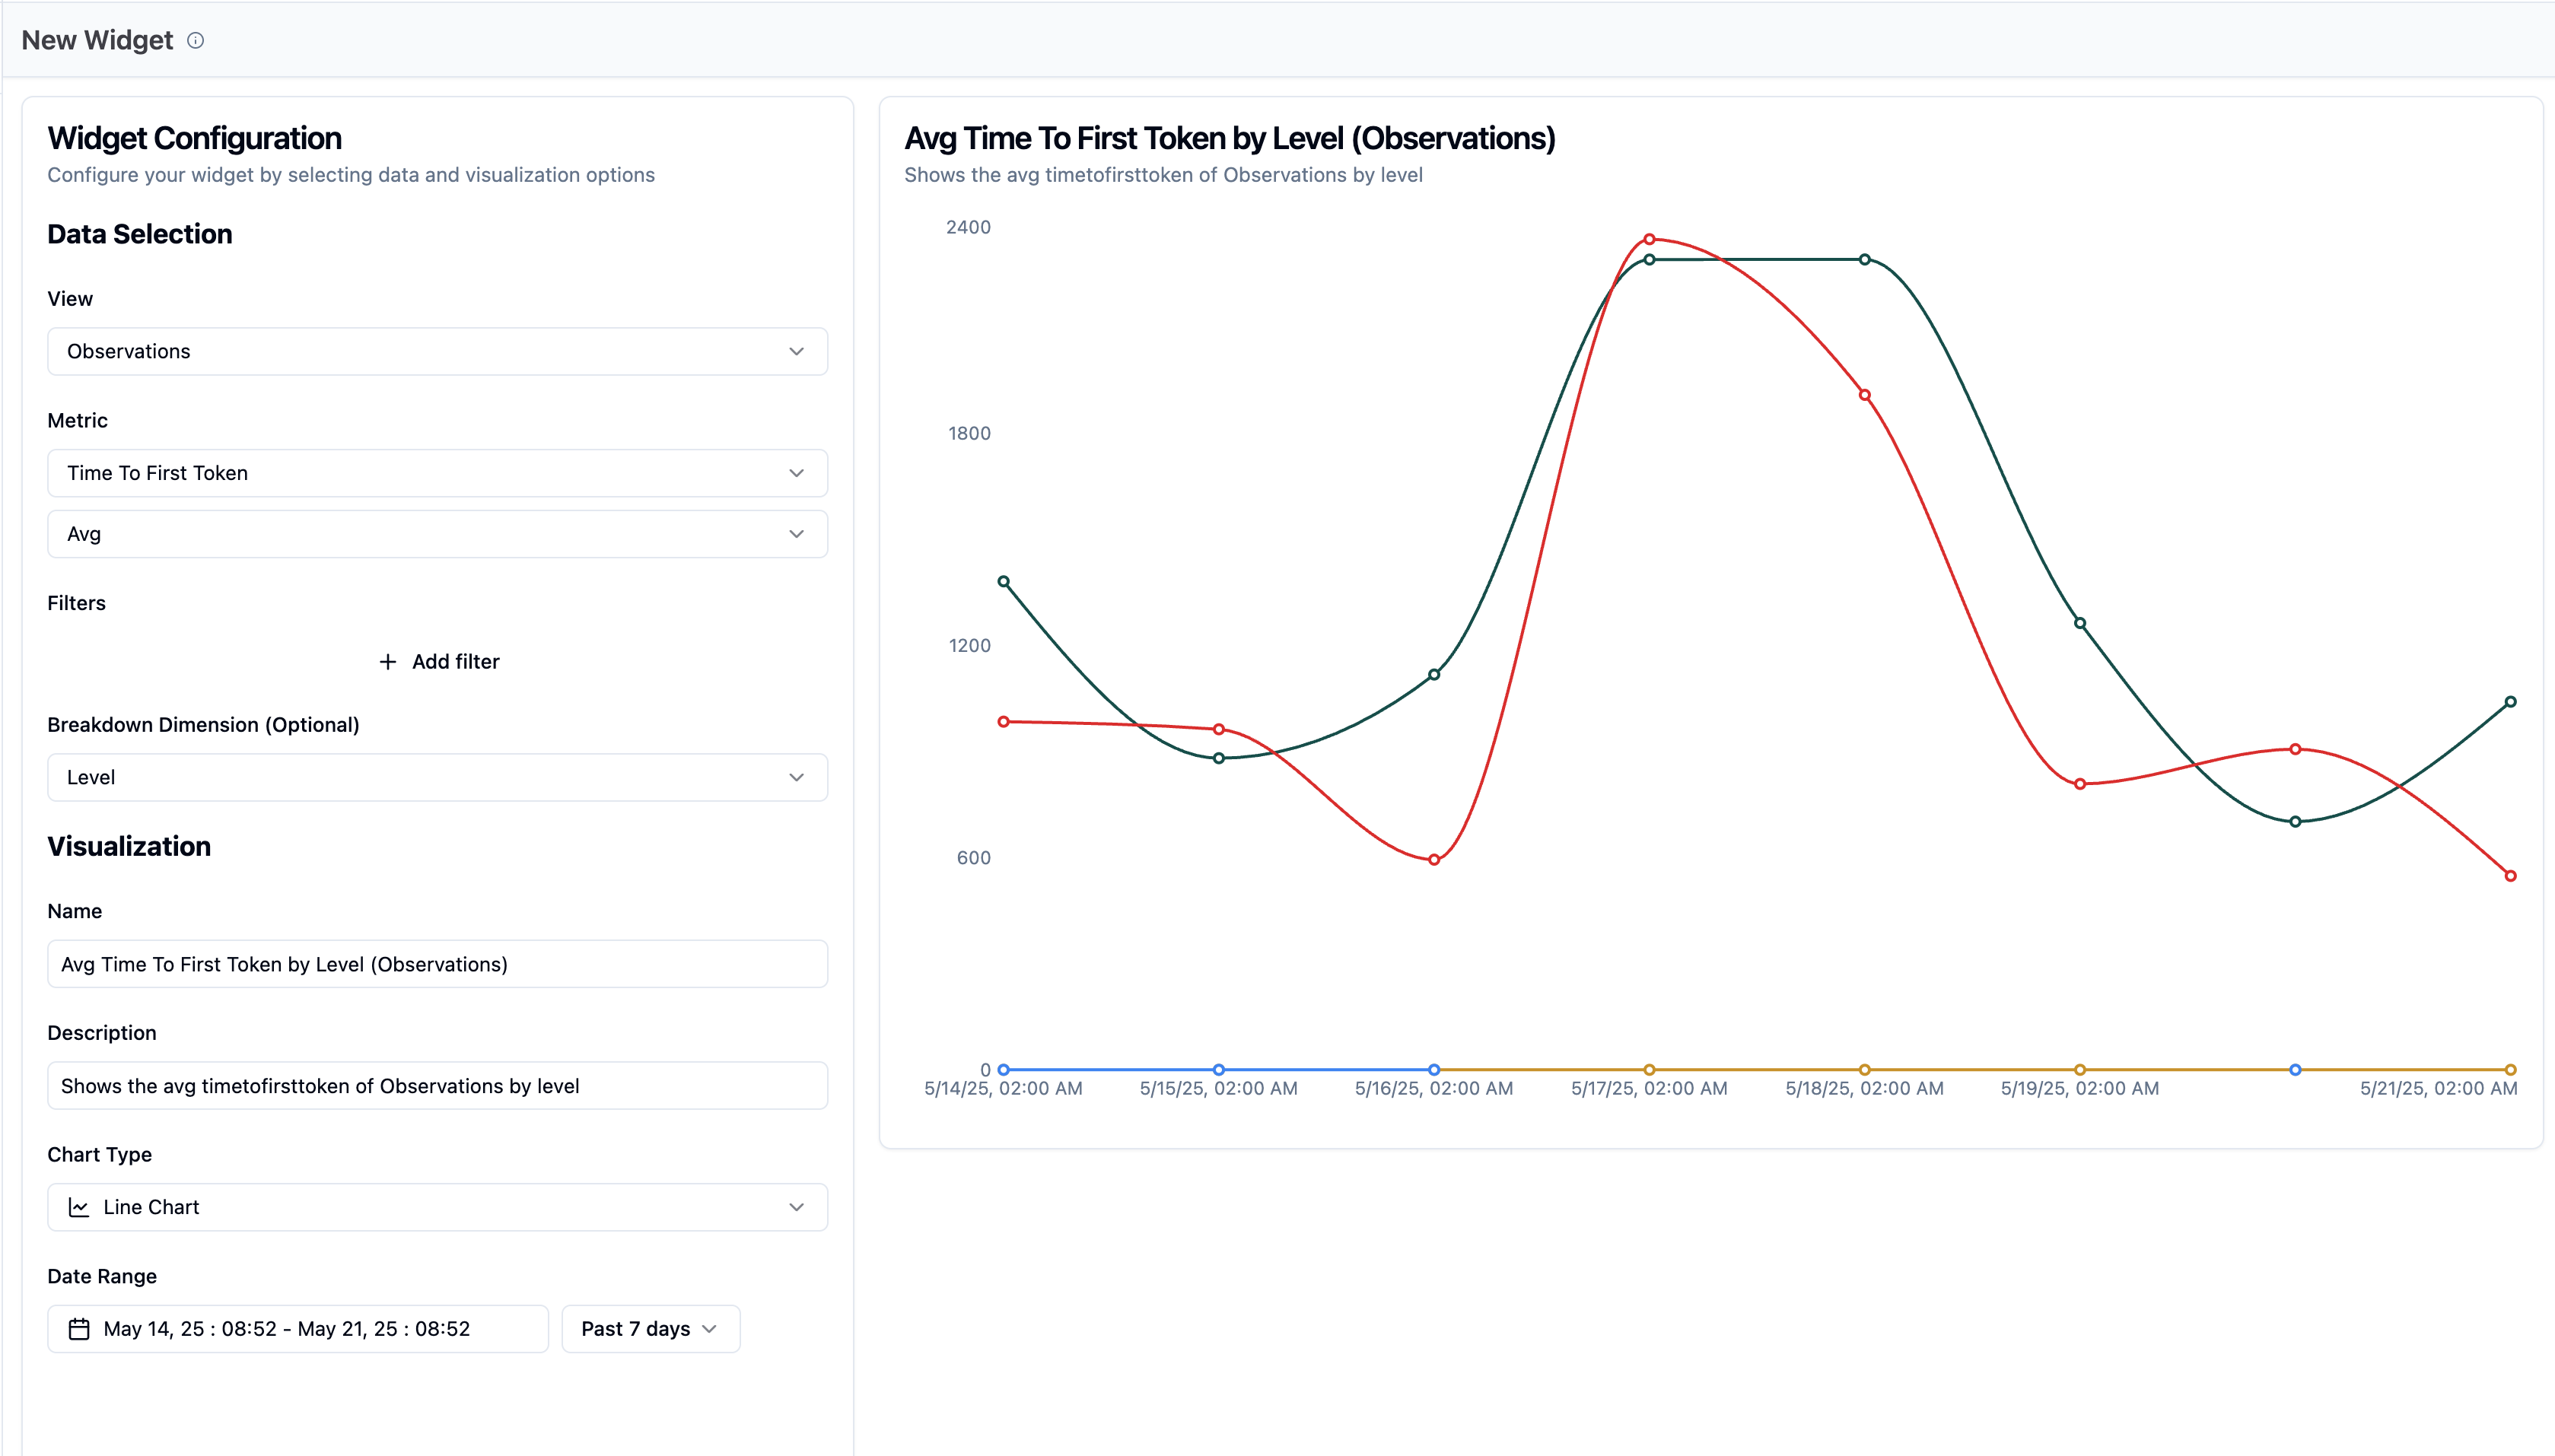 New Widget
Widget Configuration
Configure your widget by selecting data and visualization options
Data Selection
View
Observations
Metric
Time To First Token
Avg
Filters
Add filter
Breakdown Dimension (Optional)
Level
Visualization
Name
Avg Time To First Token by Level (Observations)
Description
Shows the avg timetofirsttoken of Observations by level
Chart Type
Line Chart
Date Range
May 14, 25 : 08:52 - May 21, 25 : 08:52
Past 7 days
Avg Time To First Token by Level (Observations)
Shows the avg timetofirsttoken of Observations by level
2400
1800
1200
600
0
5/14/25, 02:00 AM
5/15/25, 02:00 AM
5/16/25, 02:00 AM
5/17/25, 02:00 AM
5/18/25, 02:00 AM
5/19/25, 02:00 AM
5/21/25, 02:00 AM